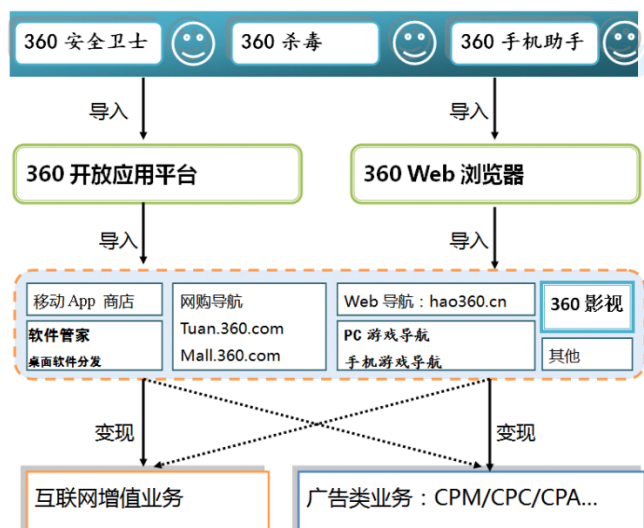 360 安全卫士
360 杀毒
360 手机助手
导入
导入
360 开放应用平台
360 Web 浏览器
导入
导入
移动 App 商店
软件管家
桌面软件分发
网购导航
Tuan.360.com
Mall.360.com
Web 导航：hao360.cn
PC 游戏导航
手机游戏导航
360 影视
其他
变现
变现
互联网增值业务
广告类业务：CPM/CPC/CPA...